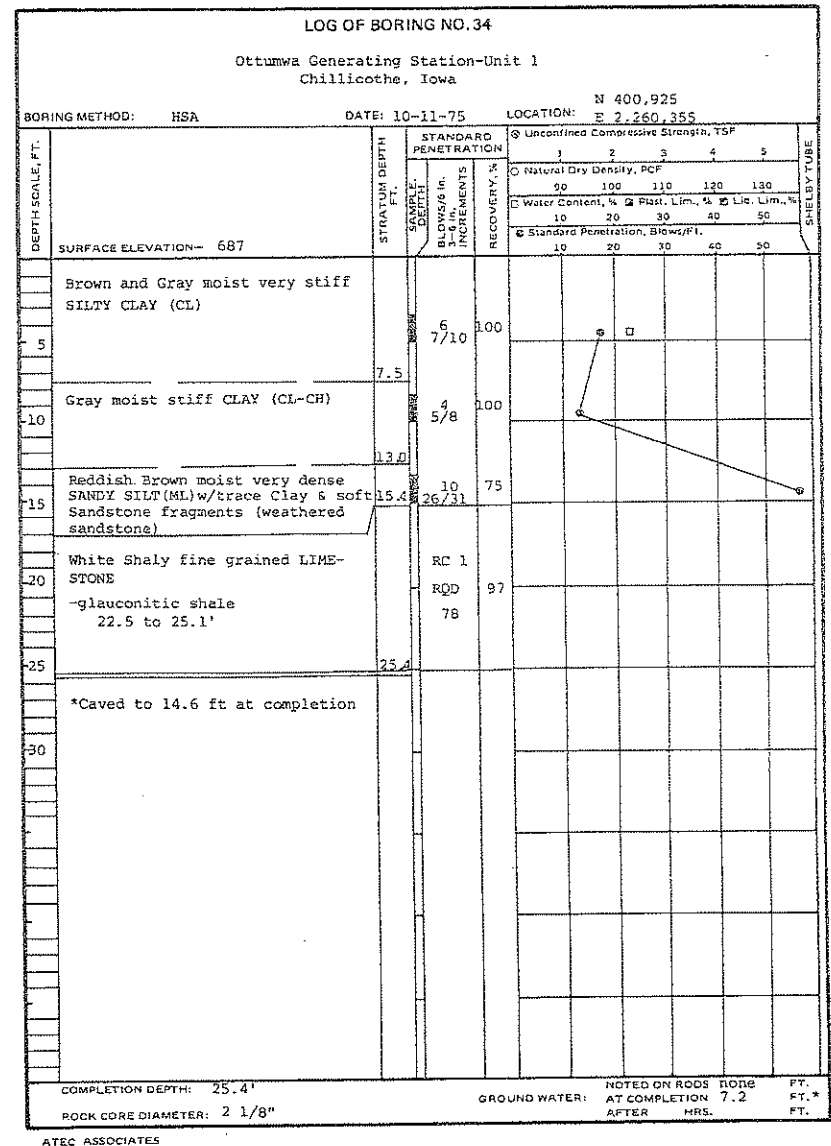 LOG OF BORING NO.34
Ottumwa Generating Station-Unit 1
Chillicothe, Iowa
BORING METHOD: HSA
DATE: 10-11-75
LOCATION: N 400,925
E 2,260,355
DEPTH SCALE, FT.
SURFACE ELEVATION- 687
STRATUM DEPTH FT.
STANDARD PENETRATION
SAMPLE DEPTH
BLOWS/6 In. 3-6 in. INCREMENTS
RECOVERY, %
Unconfined Compressive Strength, TSF
1 2 3 4 5
Natural Dry Density, PCF
90 100 110 120 130
Water Content, % Plast. Lim., % Liq. Lim., %
10 20 30 40 50
Standard Penetration, Blows/Ft.
10 20 30 40 50
SHELBY TUBE
Brown and Gray moist very stiff
SILTY CLAY (CL)
6
7/10
100
5
7.5
Gray moist stiff CLAY (CL-CH)
4
5/8
100
10
13.0
Reddish Brown moist very dense
SANDY SILT(ML)w/trace Clay & soft
Sandstone fragments (weathered
sandstone)
15.4
10
26/31
75
15
White Shaly fine grained LIME-
STONE
-glauconitic shale
22.5 to 25.1'
RC 1
RQD
78
97
20
25
25.4
*Caved to 14.6 ft at completion
30
COMPLETION DEPTH: 25.4'
ROCK CORE DIAMETER: 2 1/8"
GROUND WATER:
NOTED ON RODS none FT.
AT COMPLETION 7.2 FT.*
AFTER HRS. FT.
ATEC ASSOCIATES